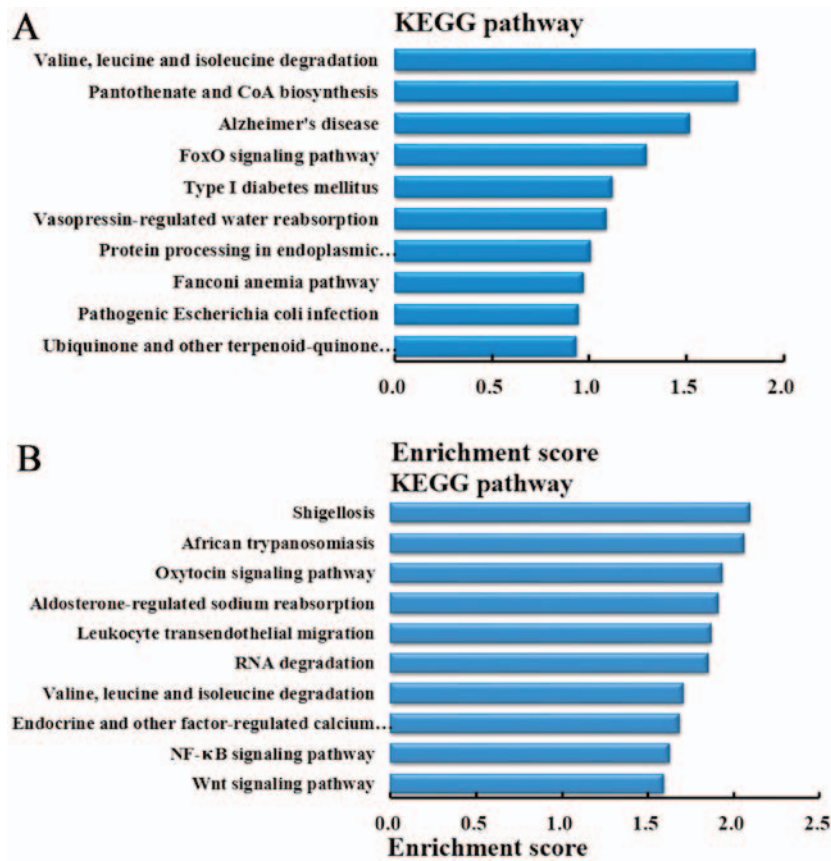 A
KEGG pathway
Valine, leucine and isoleucine degradation
Pantothenate and CoA biosynthesis
Alzheimer's disease
FoxO signaling pathway
Type I diabetes mellitus
Vasopressin-regulated water reabsorption
Protein processing in endoplasmic…
Fanconi anemia pathway
Pathogenic Escherichia coli infection
Ubiquinone and other terpenoid-quinone…
0.0 0.5 1.0 1.5 2.0
B
Enrichment score
KEGG pathway
Shigellosis
African trypanosomiasis
Oxytocin signaling pathway
Aldosterone-regulated sodium reabsorption
Leukocyte transendothelial migration
RNA degradation
Valine, leucine and isoleucine degradation
Endocrine and other factor-regulated calcium…
NF-κB signaling pathway
Wnt signaling pathway
0.0 0.5 1.0 1.5 2.0 2.5
Enrichment score